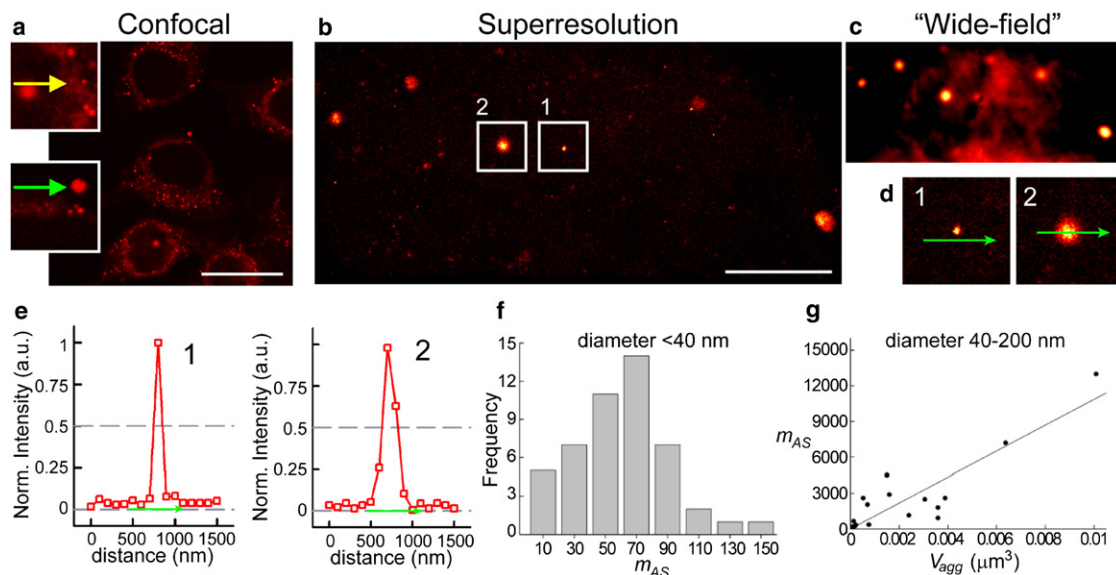 a Confocal
b Superresolution
c "Wide-field"
2
1
d
1
2
e
Norm. Intensity (a.u.)
1
0.75
0.5
0.25
0
1
0 500 1000 1500
distance (nm)
Norm. Intensity (a.u.)
1
0.75
0.5
0.25
0
2
0 500 1000 1500
distance (nm)
f
diameter <40 nm
Frequency
15
12
9
6
3
0
10 30 50 70 90 110 130 150
mAS
g
diameter 40-200 nm
mAS
15000
12000
9000
6000
3000
0
0 0.002 0.004 0.006 0.008 0.01
Vagg (μm³)